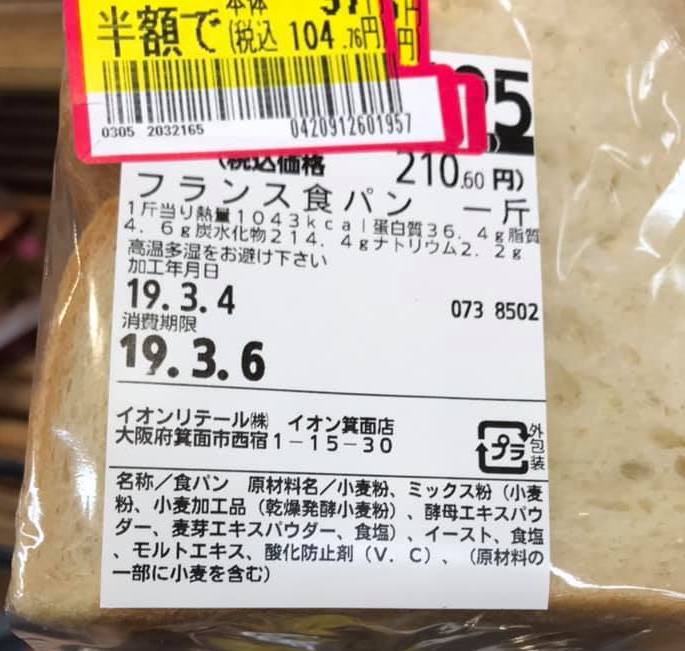 半額で
本体
(税込 104.76円
円
0305 2032165
0420912601957
(税込価格 210.60円)
フランス食パン 一斤
1斤当り熱量1043kcal蛋白質36.4g脂質
4.6g炭水化物214.4gナトリウム2.2g
高温多湿をお避け下さい
加工年月日
19.3.4
073 8502
消費期限
19.3.6
イオンリテール㈱ イオン箕面店
大阪府箕面市西宿1-15-30
プラ
外包装
名称/食パン 原材料名/小麦粉、ミックス粉(小麦
粉、小麦加工品(乾燥発酵小麦粉)、酵母エキスパウ
ダー、麦芽エキスパウダー、食塩)、イースト、食塩
、モルトエキス、酸化防止剤(V.C)、(原材料の
一部に小麦を含む)